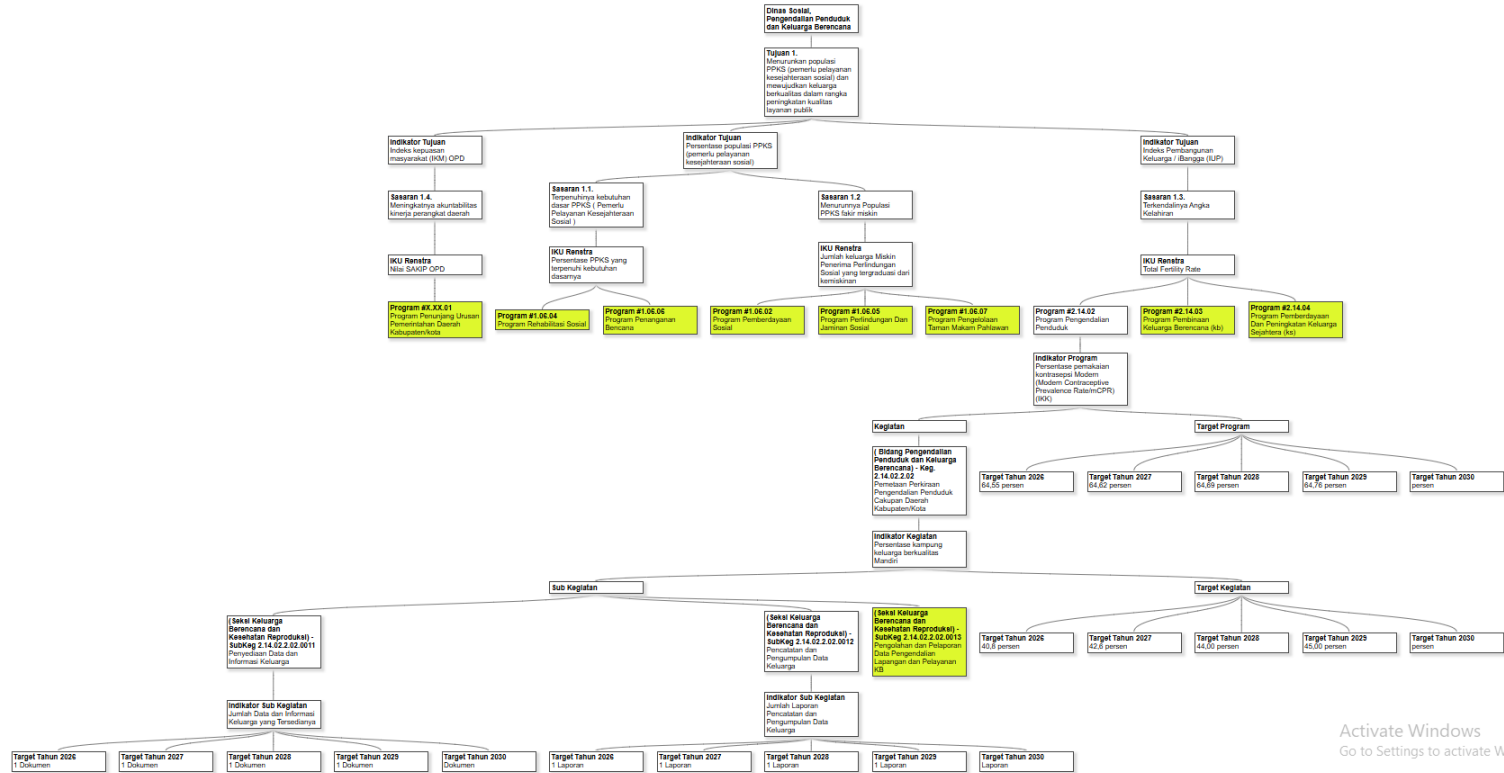 Dinas Sosial,
Pengendalian Penduduk
dan Keluarga Berencana
Tujuan 1.
Menurunkan populasi
PPKS (pemerlu pelayanan
kesejahteraan sosial) dan
mewujudkan keluarga
berkualitas dalam rangka
peningkatan kualitas
layanan publik
Indikator Tujuan
Indeks kepuasan
masyarakat (IKM) OPD
Indikator Tujuan
Persentase populasi PPKS
(pemerlu pelayanan
kesejahteraan sosial)
Indikator Tujuan
Indeks Pembangunan
Keluarga / iBangga (IUP)
Sasaran 1.4.
Meningkatnya akuntabilitas
kinerja perangkat daerah
Sasaran 1.1.
Terpenuhinya kebutuhan
dasar PPKS ( Pemerlu
Pelayanan Kesejahteraan
Sosial )
Sasaran 1.2
Menurunnya Populasi
PPKS fakir miskin
Sasaran 1.3.
Terkendalinya Angka
Kelahiran
IKU Renstra
Nilai SAKIP OPD
IKU Renstra
Persentase PPKS yang
terpenuhi kebutuhan
dasarnya
IKU Renstra
Jumlah keluarga Miskin
Penerima Perlindungan
Sosial yang tergraduasi dari
kemiskinan
IKU Renstra
Total Fertility Rate
Program #X.XX.01
Program Penunjang Urusan
Pemerintahan Daerah
Kabupaten/kota
Program #1.06.04
Program Rehabilitasi Sosial
Program #1.06.06
Program Penanganan
Bencana
Program #1.06.02
Program Pemberdayaan
Sosial
Program #1.06.05
Program Perlindungan Dan
Jaminan Sosial
Program #1.06.07
Program Pengelolaan
Taman Makam Pahlawan
Program #2.14.02
Program Pengendalian
Penduduk
Program #2.14.03
Program Pembinaan
Keluarga Berencana (kb)
Program #2.14.04
Program Pemberdayaan
Dan Peningkatan Keluarga
Sejahtera (ks)
Indikator Program
Persentase pemakaian
kontrasepsi Modern
(Modern Contraceptive
Prevalence Rate/mCPR)
(IKK)
Kegiatan
Target Program
( Bidang Pengendalian
Penduduk dan Keluarga
Berencana) - Keg.
2.14.02.2.02
Pemetaan Perkiraan
Pengendalian Penduduk
Cakupan Daerah
Kabupaten/Kota
Target Tahun 2026
64,55 persen
Target Tahun 2027
64,62 persen
Target Tahun 2028
64,69 persen
Target Tahun 2029
64,76 persen
Target Tahun 2030
persen
Indikator Kegiatan
Persentase kampung
keluarga berkualitas
Mandiri
Sub Kegiatan
Target Kegiatan
(Seksi Keluarga
Berencana dan
Kesehatan Reproduksi) -
SubKeg 2.14.02.2.02.0011
Penyediaan Data dan
Informasi Keluarga
(Seksi Keluarga
Berencana dan
Kesehatan Reproduksi) -
SubKeg 2.14.02.2.02.0012
Pencatatan dan
Pengumpulan Data
Keluarga
(Seksi Keluarga
Berencana dan
Kesehatan Reproduksi) -
SubKeg 2.14.02.2.02.0013
Pengolahan dan Pelaporan
Data Pengendalian
Lapangan dan Pelayanan
KB
Target Tahun 2026
40,8 persen
Target Tahun 2027
42,6 persen
Target Tahun 2028
44,00 persen
Target Tahun 2029
45,00 persen
Target Tahun 2030
persen
Indikator Sub Kegiatan
Jumlah Data dan Informasi
Keluarga yang Tersedianya
Indikator Sub Kegiatan
Jumlah Laporan
Pencatatan dan
Pengumpulan Data
Keluarga
Target Tahun 2026
1 Dokumen
Target Tahun 2027
1 Dokumen
Target Tahun 2028
1 Dokumen
Target Tahun 2029
1 Dokumen
Target Tahun 2030
Dokumen
Target Tahun 2026
1 Laporan
Target Tahun 2027
1 Laporan
Target Tahun 2028
1 Laporan
Target Tahun 2029
1 Laporan
Target Tahun 2030
Laporan
Activate Windows
Go to Settings to activate W